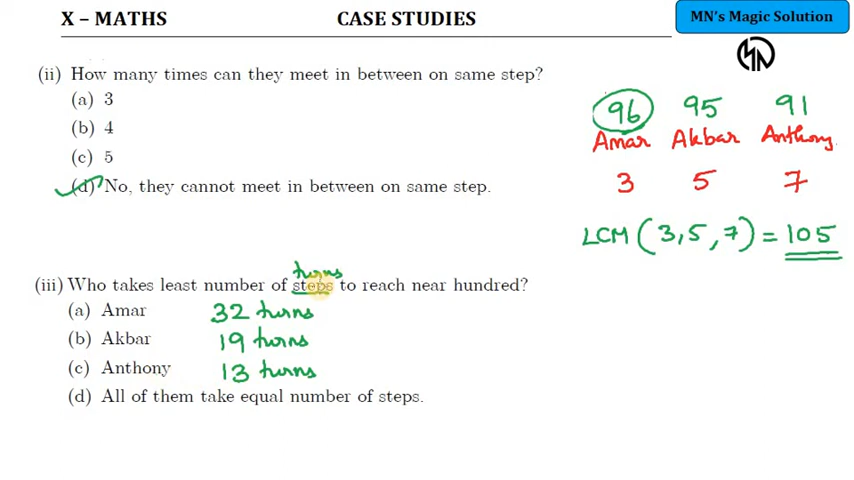 X – MATHS
CASE STUDIES
MN's Magic Solution
MN
(ii) How many times can they meet in between on same step?
(a) 3
(b) 4
(c) 5
(d) No, they cannot meet in between on same step.
96 95 91
Amar Akbar Anthony
3 5 7
LCM (3, 5, 7) = 105
turns
(iii) Who takes least number of steps to reach near hundred?
(a) Amar 32 turns
(b) Akbar 19 turns
(c) Anthony 13 turns
(d) All of them take equal number of steps.